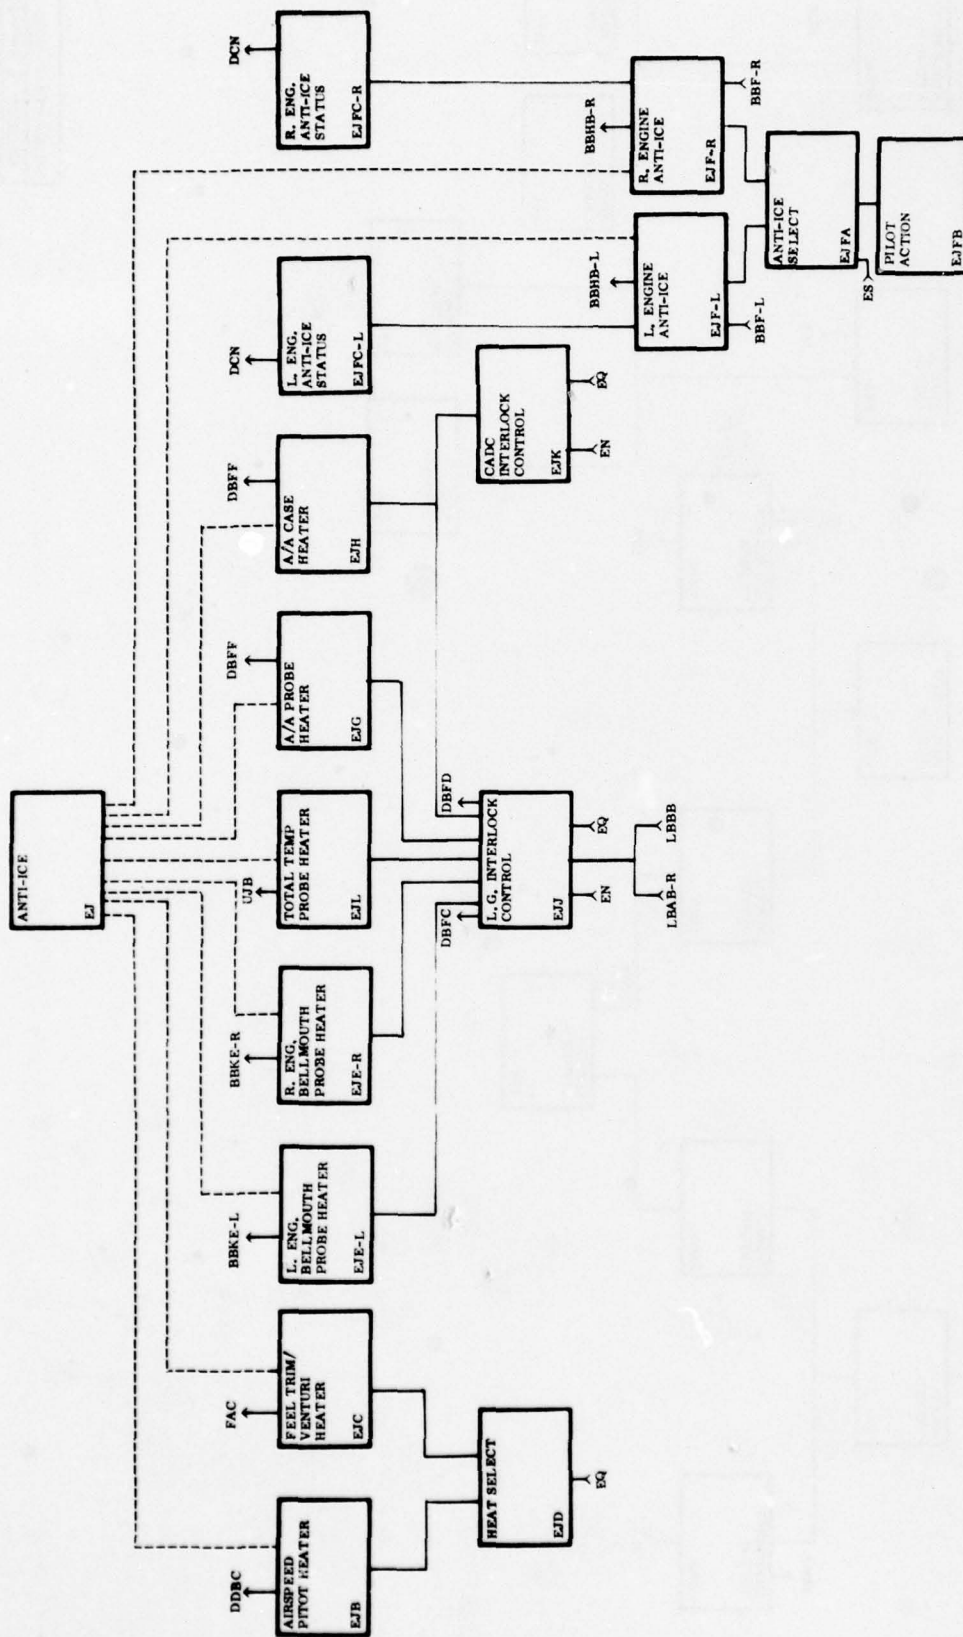 ANTI-ICE
EJ
DDBC
AIRSPEED
PITOT HEATER
EJB
FAC
FEEL TRIM/
VENTURI
HEATER
EJC
BBKE-L
L. ENG.
BELLMOUTH
PROBE HEATER
EJE-L
BBKE-R
R. ENG.
BELLMOUTH
PROBE HEATER
EJE-R
UJB
TOTAL TEMP
PROBE HEATER
EJL
DBFF
A/A PROBE
HEATER
EJG
DBFF
A/A CASE
HEATER
EJH
DCN
L. ENG.
ANTI-ICE
STATUS
EJFC-L
DCN
R. ENG.
ANTI-ICE
STATUS
EJFC-R
HEAT SELECT
EJD
EQ
DBFC
DBFD
L.G. INTERLOCK
CONTROL
EJJ
EN
EQ
LBAB-R
LBBB
CADC
INTERLOCK
CONTROL
EJK
EN
EQ
BBHB-L
L. ENGINE
ANTI-ICE
EJF-L
BBF-L
BBHB-R
R. ENGINE
ANTI-ICE
EJF-R
BBF-R
ANTI-ICE
SELECT
EJFA
ES
PILOT
ACTION
EJFB